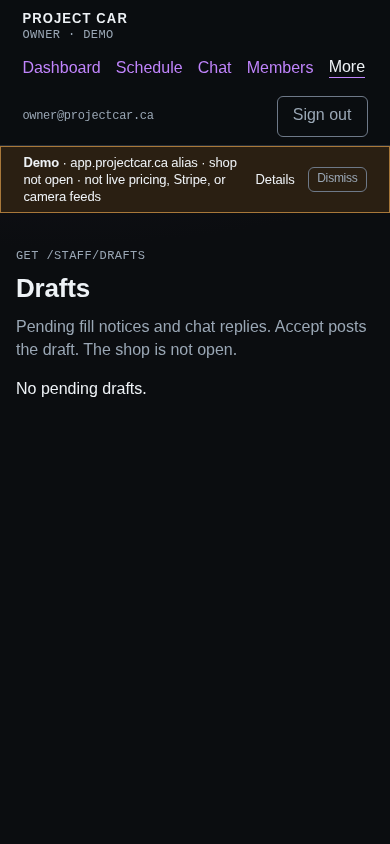 PROJECT CAR
OWNER · DEMO
Dashboard Schedule Chat Members More
owner@projectcar.ca Sign out
Demo · app.projectcar.ca alias · shop
not open · not live pricing, Stripe, or
camera feeds
Details Dismiss
GET /STAFF/DRAFTS
Drafts
Pending fill notices and chat replies. Accept posts
the draft. The shop is not open.
No pending drafts.